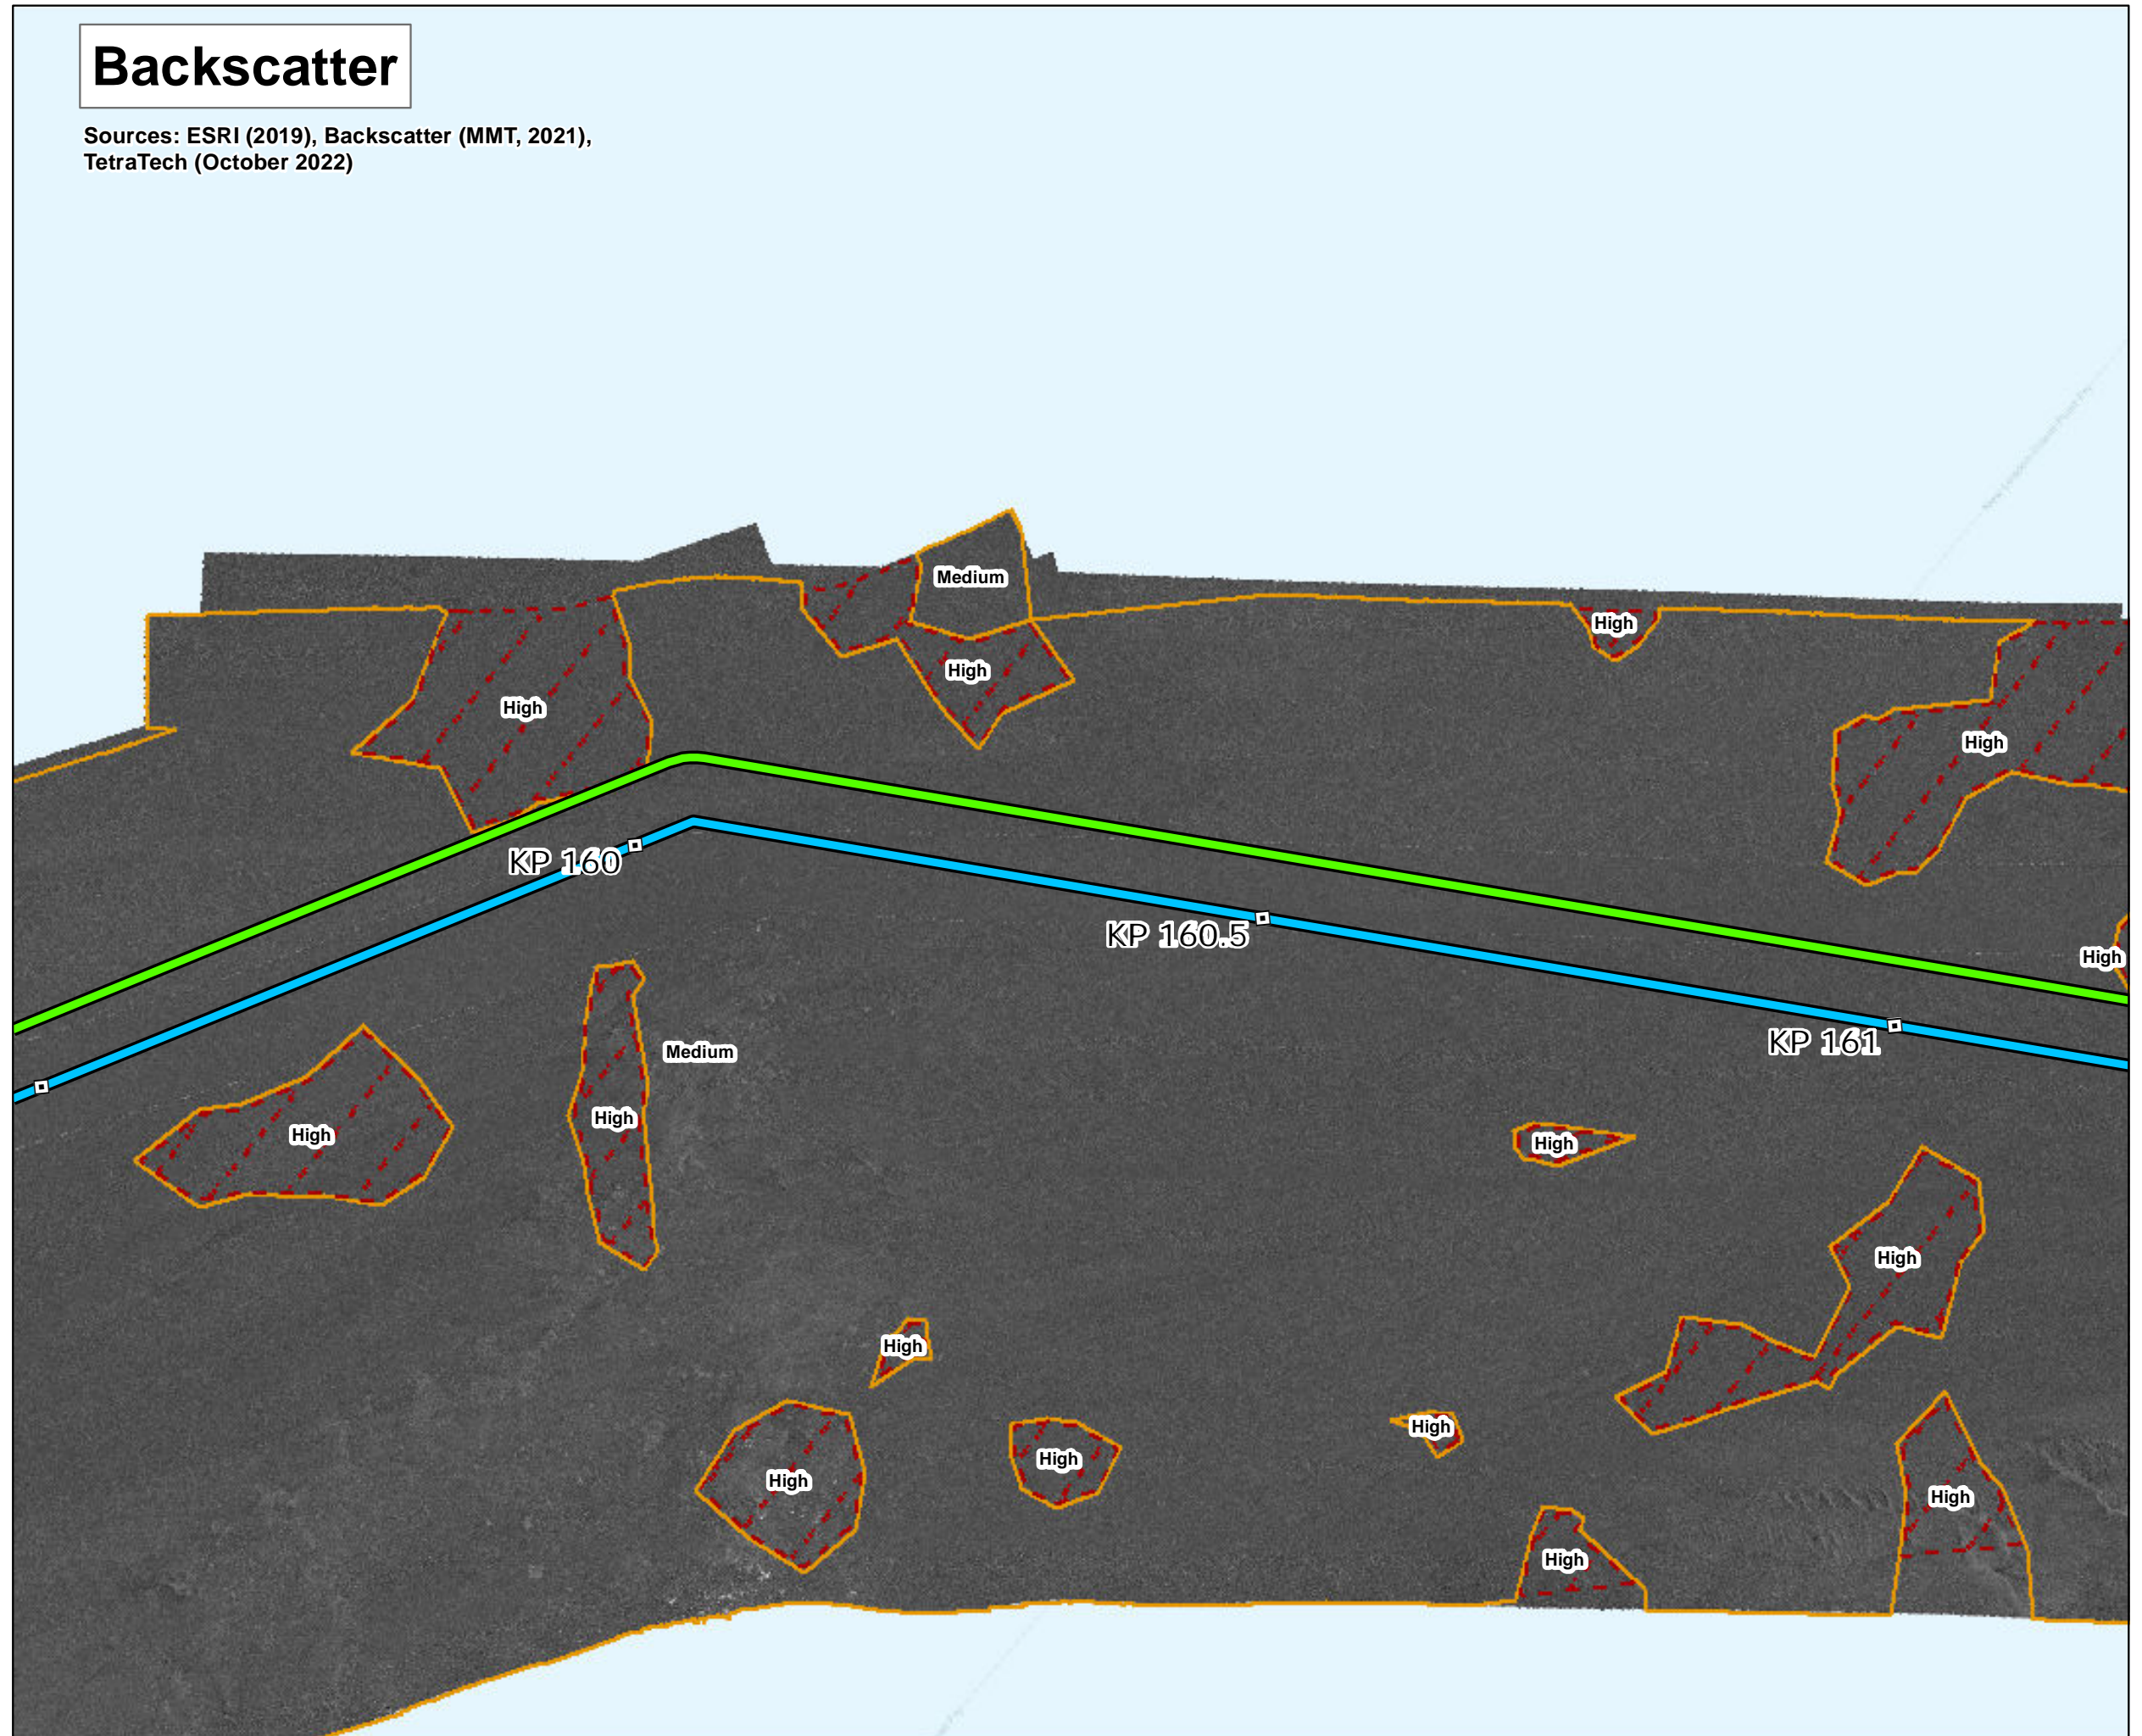 Backscatter
Sources: ESRI (2019), Backscatter (MMT, 2021),
TetraTech (October 2022)
Medium
High
High
High
High
KP 160
KP 160.5
High
KP 161
Medium
High
High
High
High
High
High
High
High
High
High